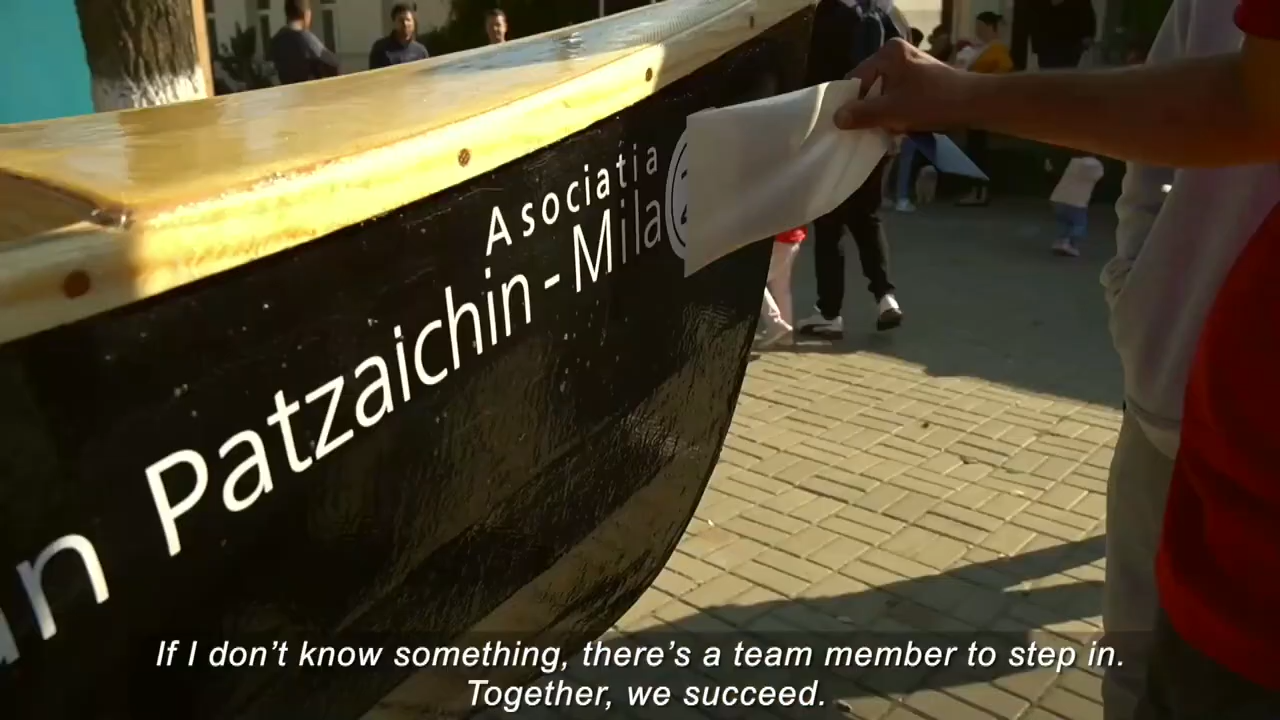 Asociatia
n Patzaichin - Mila
If I don't know something, there's a team member to step in.
Together, we succeed.